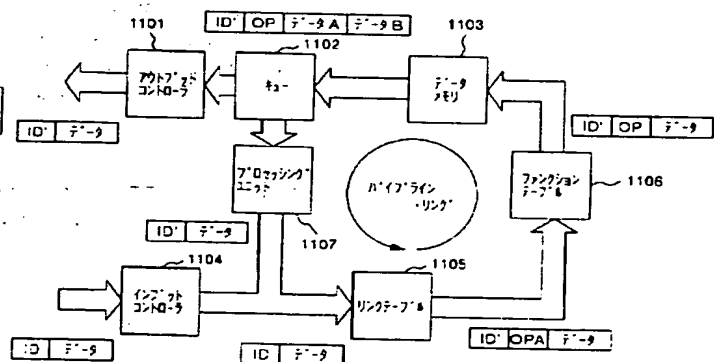 ID' OP データA データB
1101
1102
1103
アウトプット
コントローラ
キュー
データ
メモリ
ID' データ
ID' OP データ
プロセッシング
ユニット
パイプライン
・リング
ファンクション
テーブル
1106
1107
ID' データ
1104
1105
インプット
コントローラ
リンクテーブル
ID データ
ID データ
ID' OPA データ